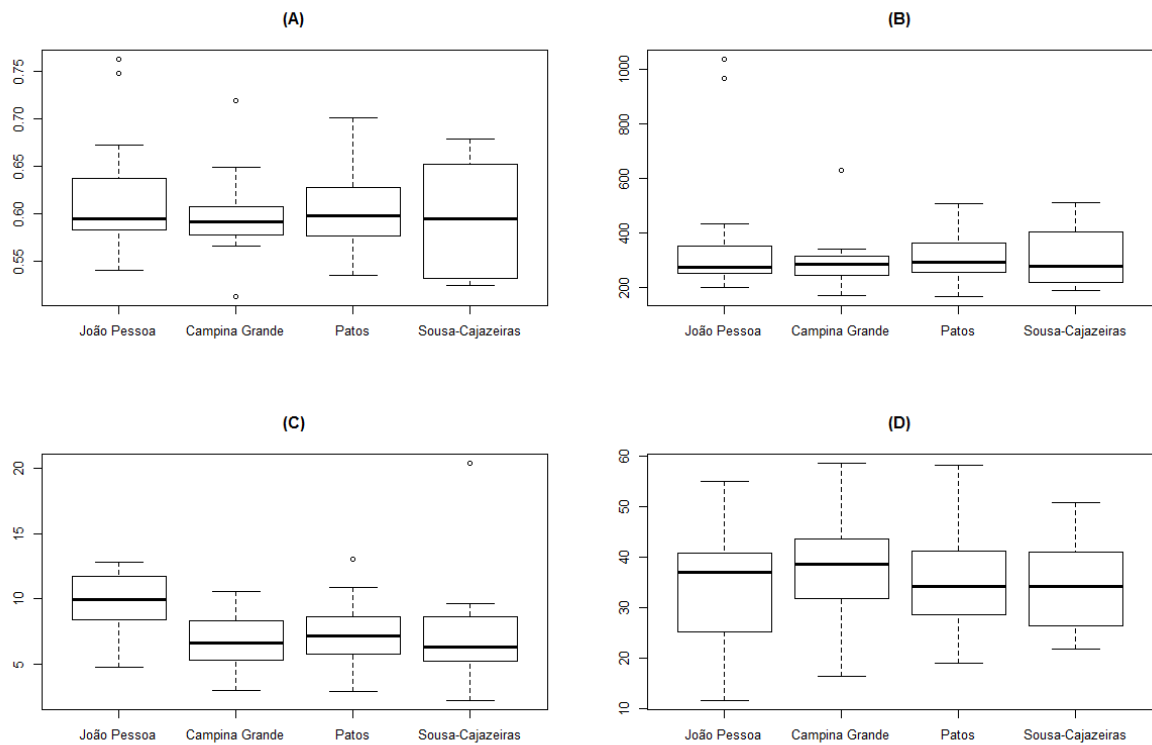 (A)
0.75
0.70
0.65
0.60
0.55
João Pessoa Campina Grande Patos Sousa-Cajazeiras
(B)
1000
800
600
400
200
João Pessoa Campina Grande Patos Sousa-Cajazeiras
(C)
20
15
10
5
João Pessoa Campina Grande Patos Sousa-Cajazeiras
(D)
60
50
40
30
20
10
João Pessoa Campina Grande Patos Sousa-Cajazeiras